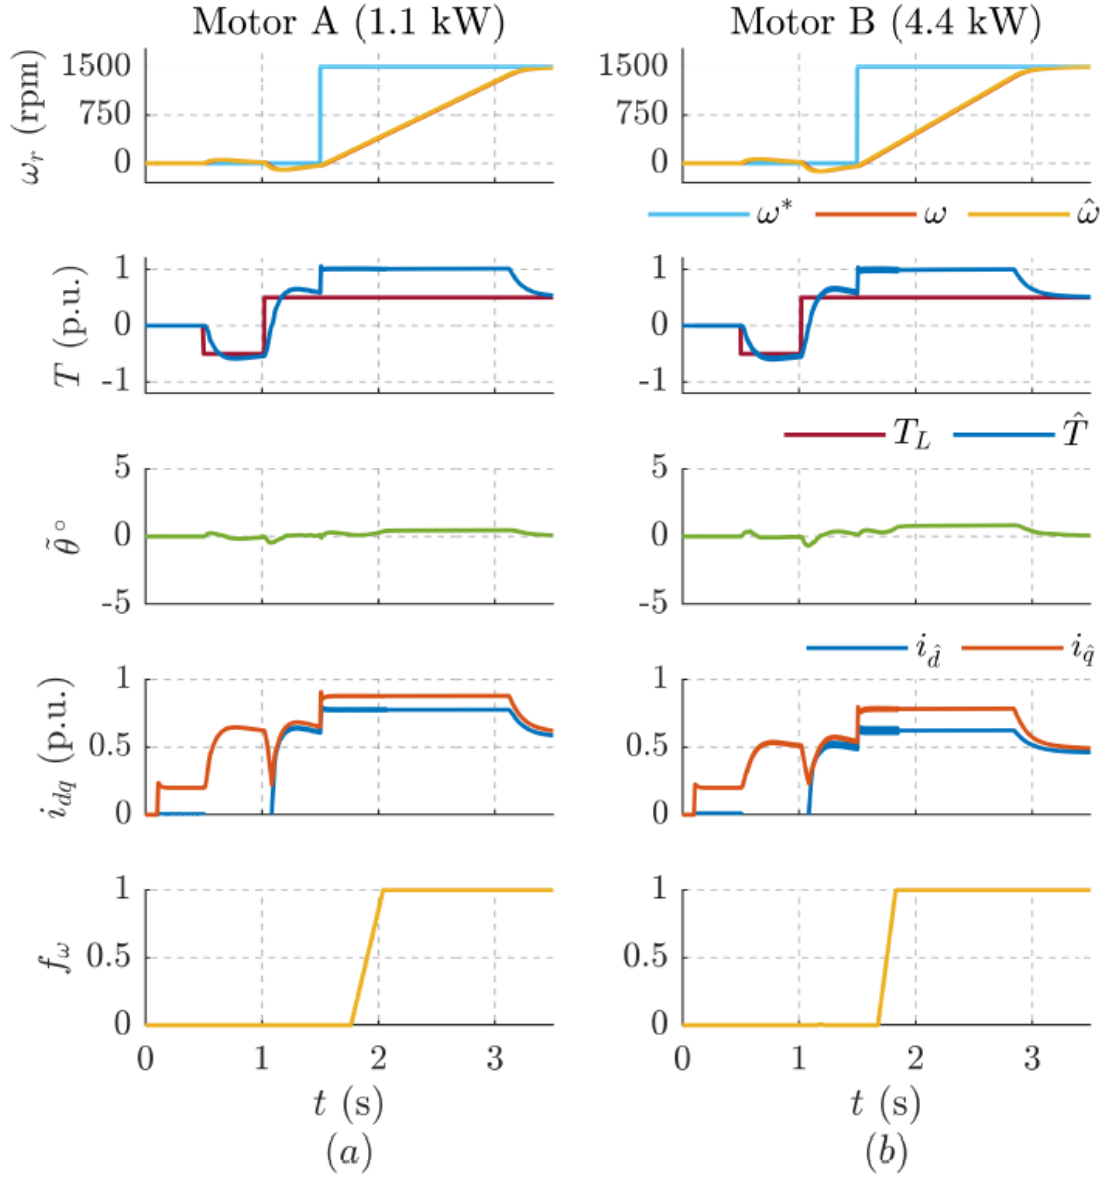 Motor A (1.1 kW) Motor B (4.4 kW)
ω_r (rpm)
1500
750
0
1500
750
0
ω* ω ω̂
T (p.u.)
1
0
-1
1
0
-1
T_L T̂
θ̃°
5
0
-5
5
0
-5
i_d̂ i_q̂
i_dq (p.u.)
1
0.5
0
1
0.5
0
f_ω
1
0.5
0
1
0.5
0
0 1 2 3 0 1 2 3
t (s) t (s)
(a) (b)